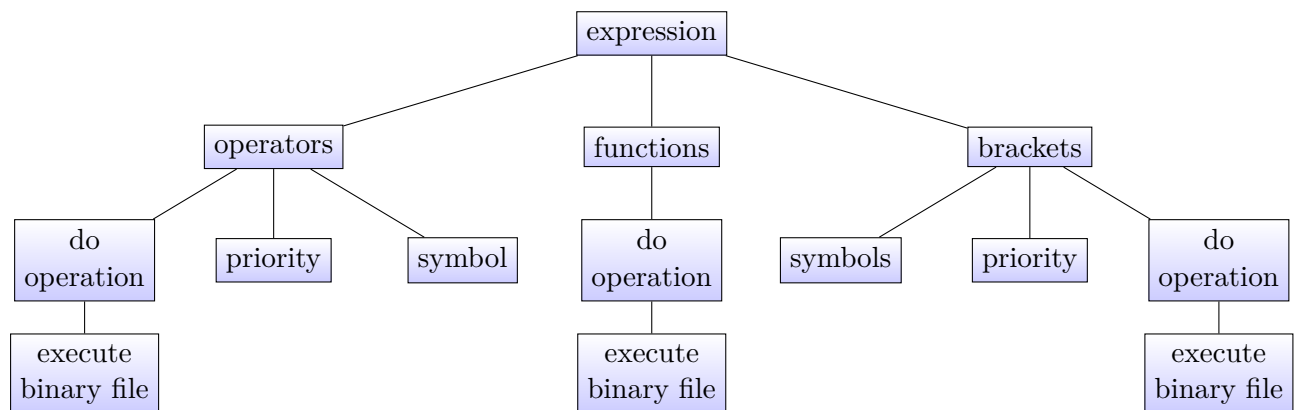 expression
operators
functions
brackets
do
operation
priority
symbol
do
operation
symbols
priority
do
operation
execute
binary file
execute
binary file
execute
binary file